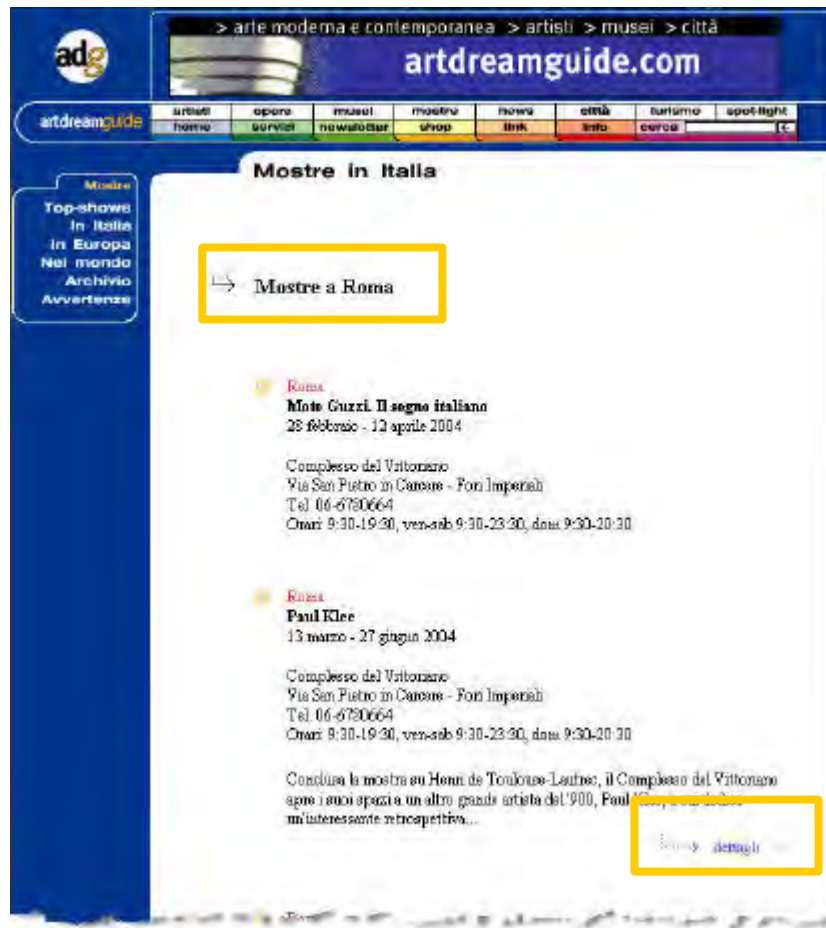 > arte moderna e contemporanea > artisti > musei > città
adg
artdreamguide.com
artisti opere musei mostre news città turismo spot-light
artdreamguide
home servizi newsletter shop link info cerca
Mostre in Italia
Mostre
Top-shows
In Italia
In Europa
Nel mondo
Archivio
Avvertenze
Mostre a Roma
Roma
Moto Guzzi. Il sogno italiano
28 febbraio - 12 aprile 2004
Complesso del Vittoriano
Via San Pietro in Carcere - Fori Imperiali
Tel. 06-6780664
Orari: 9:30-19:30, ven-sab 9:30-23:30, dom 9:30-20:30
Roma
Paul Klee
13 marzo - 27 giugno 2004
Complesso del Vittoriano
Via San Pietro in Carcere - Fori Imperiali
Tel. 06-6780664
Orari: 9:30-19:30, ven-sab 9:30-23:30, dom 9:30-20:30
Conclusa la mostra su Henri de Toulouse-Lautrec, il Complesso del Vittoriano
apre i suoi spazi a un altro grande artista del '900, Paul
un'interessante retrospettiva...
dettagli